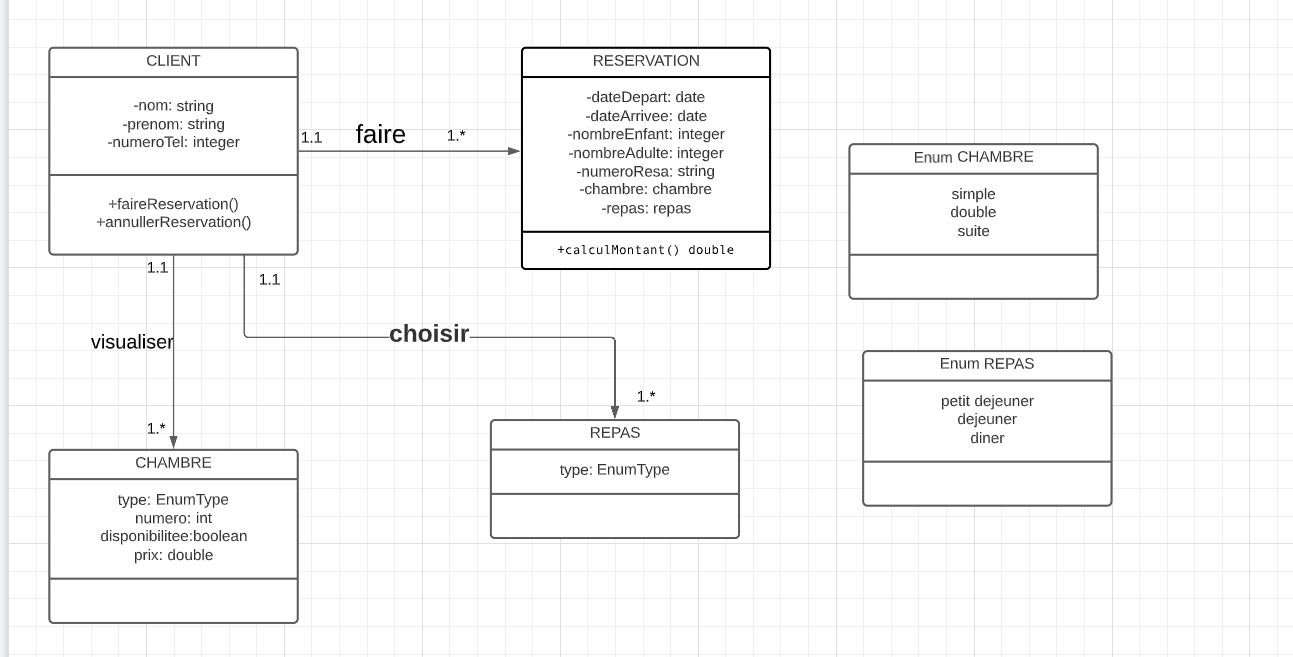 CLIENT
-nom: string
-prenom: string
-numeroTel: integer
+faireReservation()
+annullerReservation()
1.1
faire
1.*
RESERVATION
-dateDepart: date
-dateArrivee: date
-nombreEnfant: integer
-nombreAdulte: integer
-numeroResa: string
-chambre: chambre
-repas: repas
+calculMontant() double
Enum CHAMBRE
simple
double
suite
1.1
visualiser
1.*
1.1
choisir
1.*
Enum REPAS
petit dejeuner
dejeuner
diner
CHAMBRE
type: EnumType
numero: int
disponibilitee:boolean
prix: double
REPAS
type: EnumType